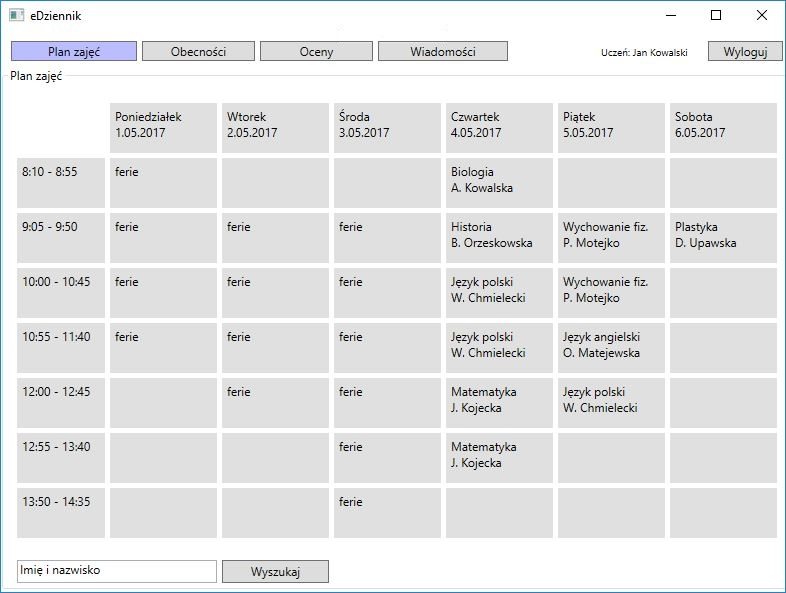 eDziennik
Plan zajęć Obecności Oceny Wiadomości Uczeń: Jan Kowalski Wyloguj
Plan zajęć
Poniedziałek Wtorek Środa Czwartek Piątek Sobota
1.05.2017 2.05.2017 3.05.2017 4.05.2017 5.05.2017 6.05.2017
8:10 - 8:55 ferie Biologia
A. Kowalska
9:05 - 9:50 ferie ferie ferie Historia Wychowanie fiz. Plastyka
B. Orzeskowska P. Motejko D. Upawska
10:00 - 10:45 ferie ferie ferie Język polski Wychowanie fiz.
W. Chmielecki P. Motejko
10:55 - 11:40 ferie ferie ferie Język polski Język angielski
W. Chmielecki O. Matejewska
12:00 - 12:45 ferie ferie Matematyka Język polski
J. Kojecka W. Chmielecki
12:55 - 13:40 ferie Matematyka
J. Kojecka
13:50 - 14:35 ferie
Imię i nazwisko Wyszukaj